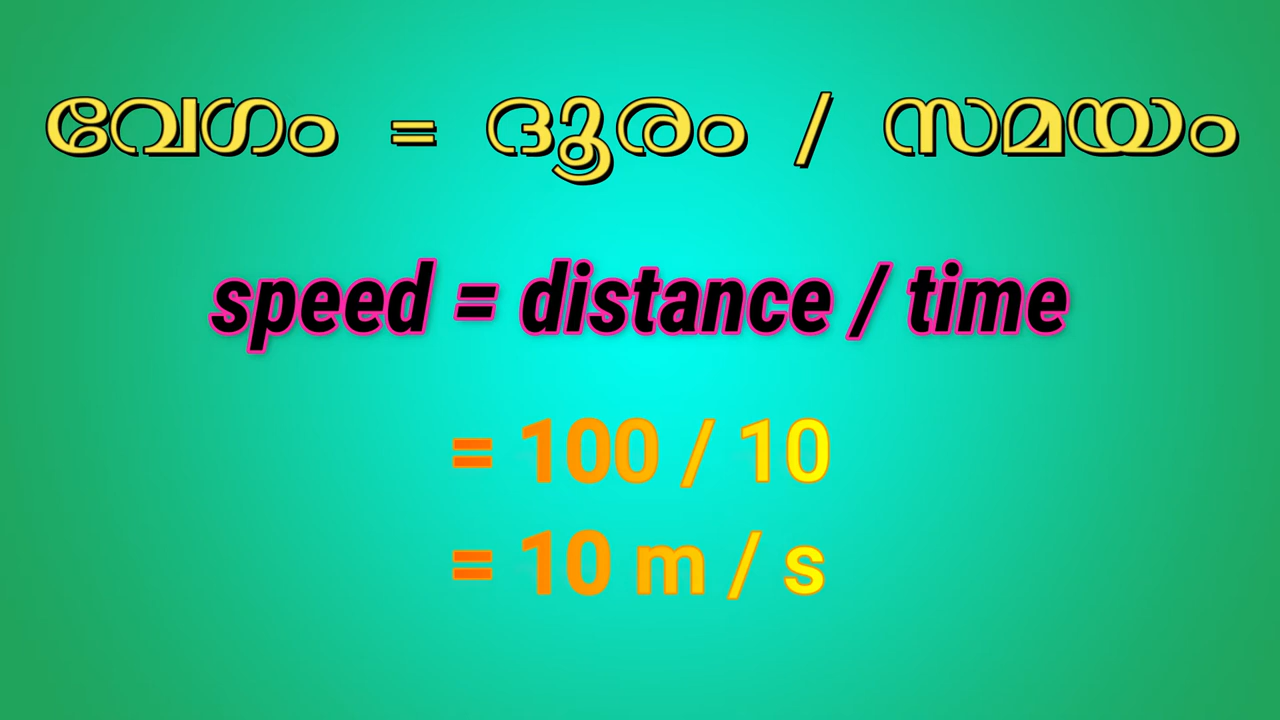 വേഗം = ദൂരം / സമയം
speed = distance / time
= 100 / 10
= 10 m / s